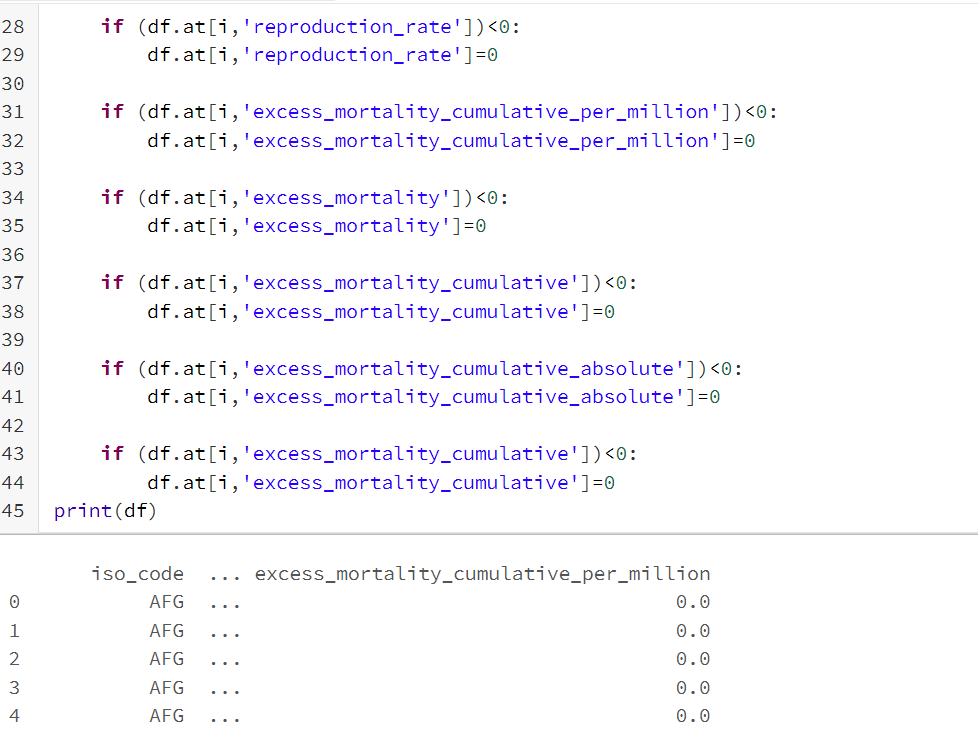 28 if (df.at[i,'reproduction_rate'])<0:
29 df.at[i,'reproduction_rate']=0
30
31 if (df.at[i,'excess_mortality_cumulative_per_million'])<0:
32 df.at[i,'excess_mortality_cumulative_per_million']=0
33
34 if (df.at[i,'excess_mortality'])<0:
35 df.at[i,'excess_mortality']=0
36
37 if (df.at[i,'excess_mortality_cumulative'])<0:
38 df.at[i,'excess_mortality_cumulative']=0
39
40 if (df.at[i,'excess_mortality_cumulative_absolute'])<0:
41 df.at[i,'excess_mortality_cumulative_absolute']=0
42
43 if (df.at[i,'excess_mortality_cumulative'])<0:
44 df.at[i,'excess_mortality_cumulative']=0
45 print(df)
iso_code ... excess_mortality_cumulative_per_million
0 AFG ... 0.0
1 AFG ... 0.0
2 AFG ... 0.0
3 AFG ... 0.0
4 AFG ... 0.0